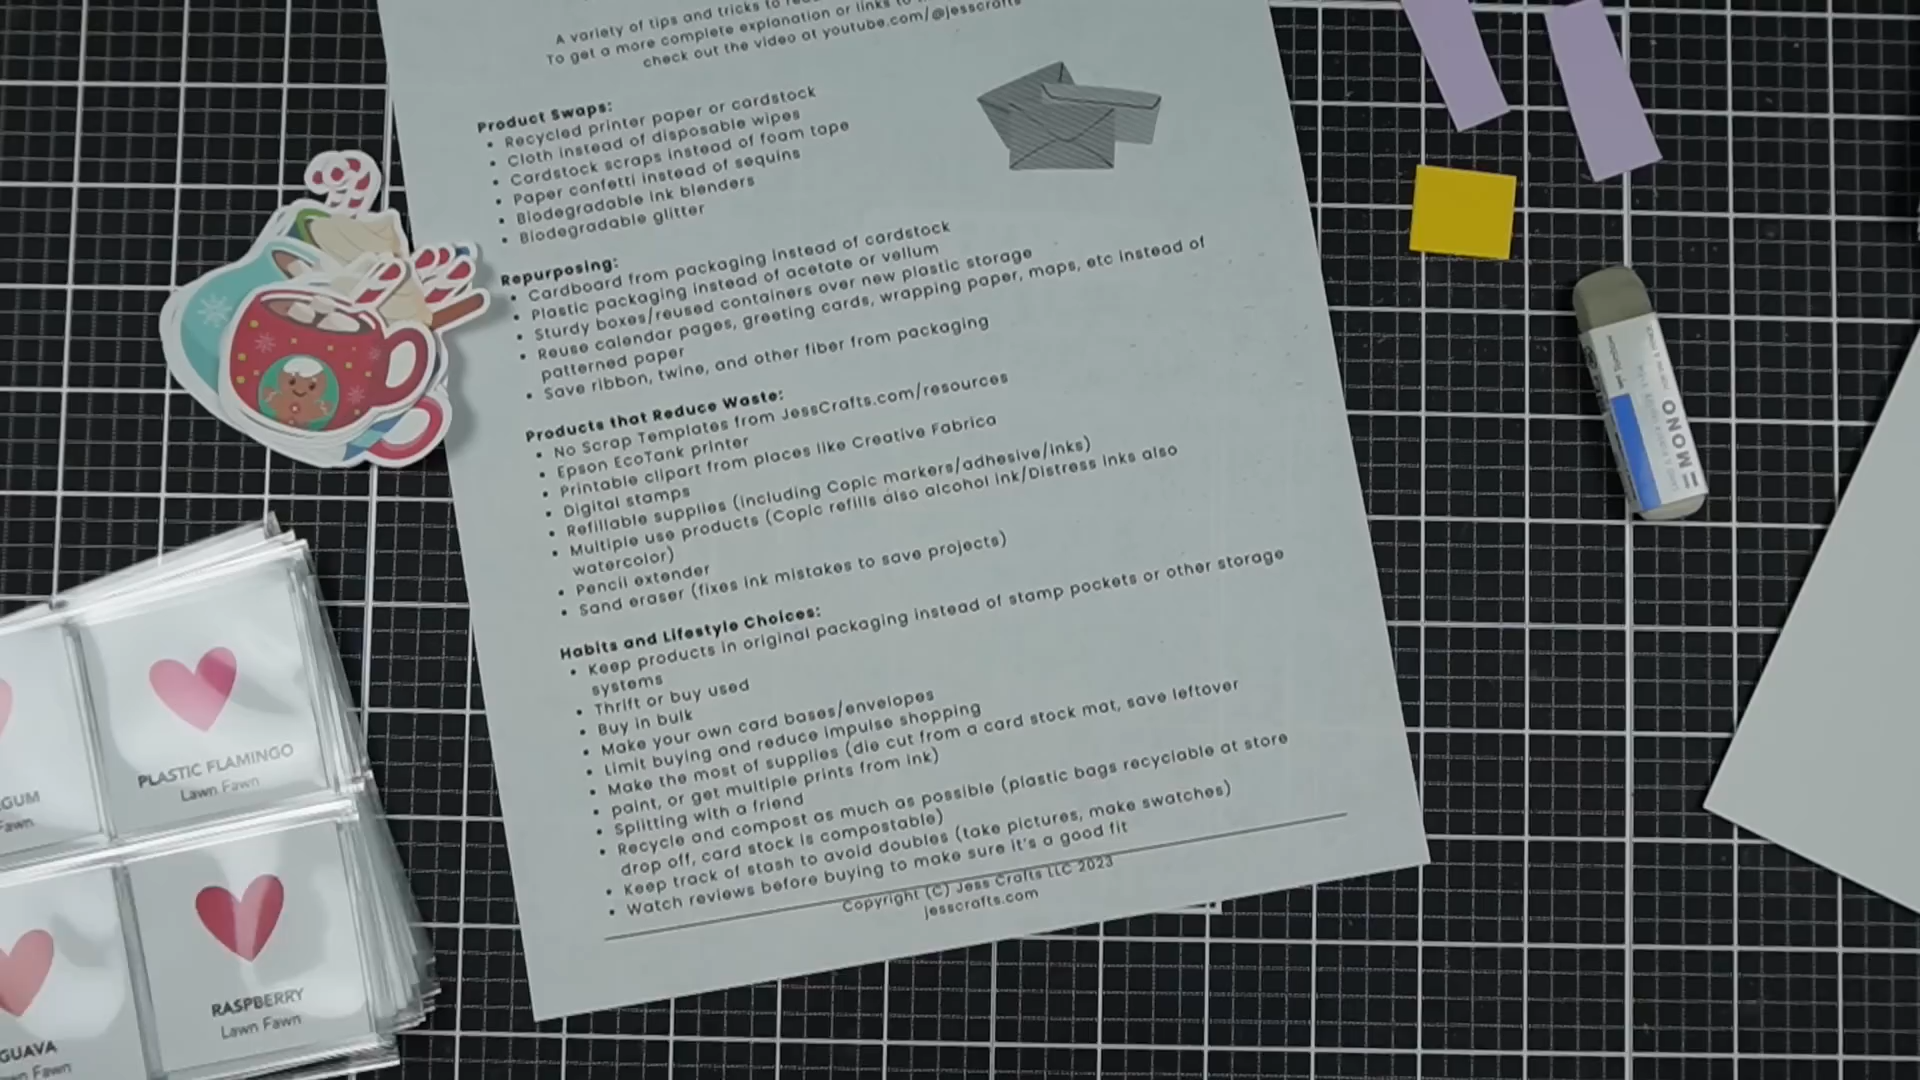 A variety of tips and tricks to
To get a more complete explanation or links to
check out the video at youtube.com/@jesscrafts
Product Swaps:
• Recycled printer paper or cardstock
• Cloth instead of disposable wipes
• Cardstock scraps instead of foam tape
• Paper confetti instead of sequins
• Biodegradable ink blenders
• Biodegradable glitter
Repurposing:
• Cardboard from packaging instead of cardstock
• Plastic packaging instead of acetate or vellum
• Sturdy boxes/reused containers over new plastic storage
• Reuse calendar pages, greeting cards, wrapping paper, maps, etc instead of
patterned paper
• Save ribbon, twine, and other fiber from packaging
Products that Reduce Waste:
• No Scrap Templates from JessCrafts.com/resources
• Epson EcoTank printer
• Printable clipart from places like Creative Fabrica
• Digital stamps
• Refillable supplies (including Copic markers/adhesive/inks)
• Multiple use products (Copic refills also alcohol ink/Distress inks also
watercolor)
• Pencil extender
• Sand eraser (fixes ink mistakes to save projects)
Habits and Lifestyle Choices:
• Keep products in original packaging instead of stamp pockets or other storage
systems
• Thrift or buy used
• Buy in bulk
• Make your own card bases/envelopes
• Limit buying and reduce impulse shopping
• Make the most of supplies (die cut from a card stock mat, save leftover
• paint, or get multiple prints from ink)
• Splitting with a friend
• Recycle and compost as much as possible (plastic bags recyclable at store
drop off, card stock is compostable)
• Keep track of stash to avoid doubles (take pictures, make swatches)
• Watch reviews before buying to make sure it's a good fit
Copyright (C) Jess Crafts LLC 2023
jesscrafts.com
PLASTIC FLAMINGO
Lawn Fawn
GUM
Fawn
RASPBERRY
Lawn Fawn
GUAVA
Fawn
MONO